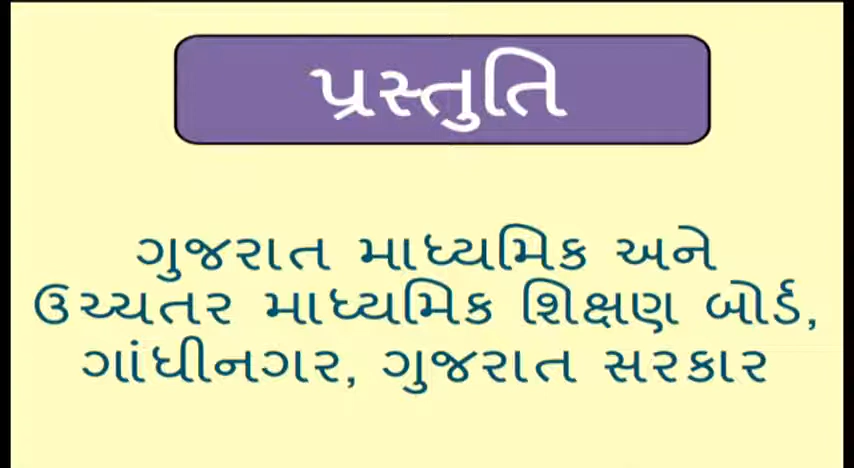 પ્રસ્તુતિ
ગુજરાત માધ્યમિક અને
ઉચ્ચતર માધ્યમિક શિક્ષણ બોર્ડ,
ગાંધીનગર, ગુજરાત સરકાર